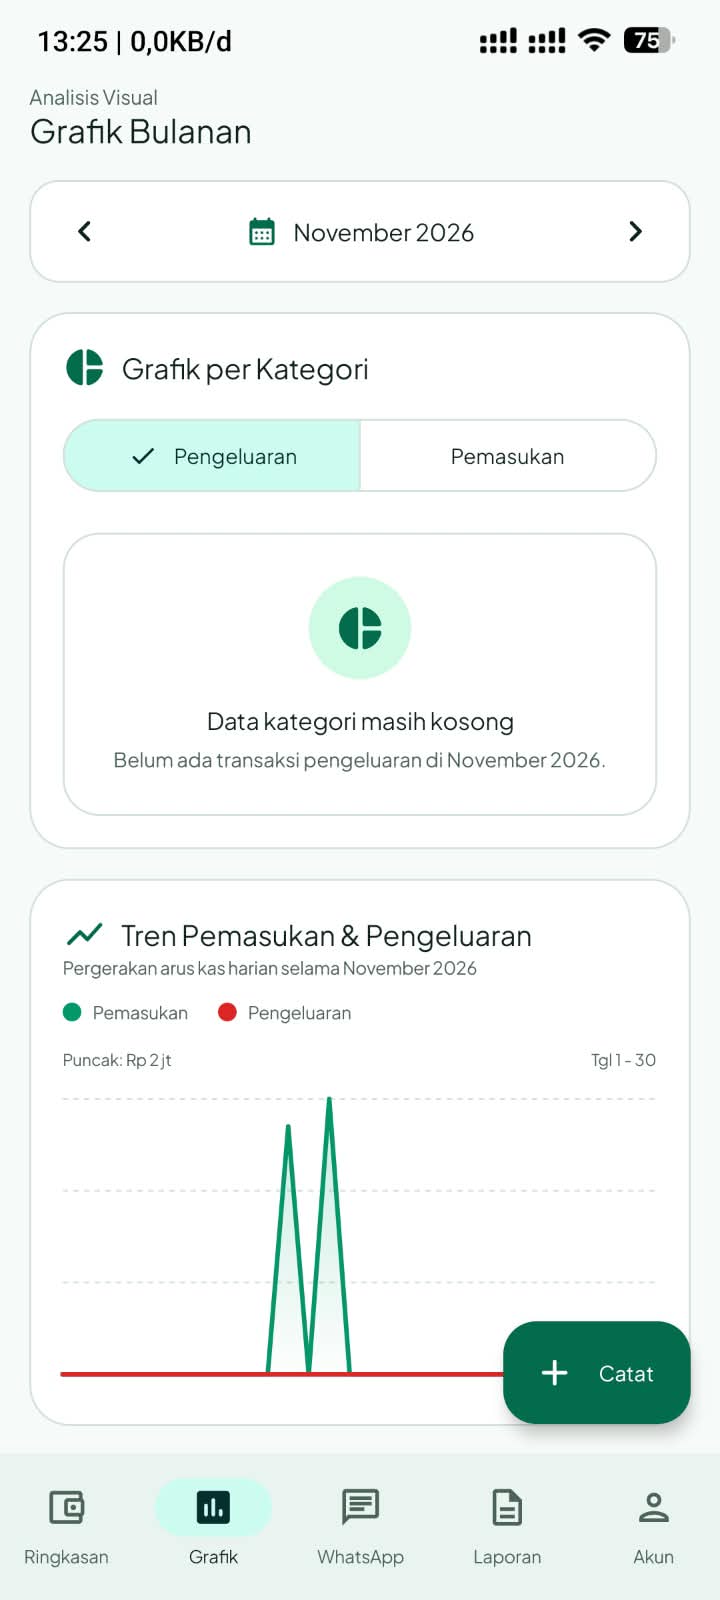 13:25 | 0,0KB/d
75
Analisis Visual
Grafik Bulanan
November 2026
Grafik per Kategori
Pengeluaran
Pemasukan
Data kategori masih kosong
Belum ada transaksi pengeluaran di November 2026.
Tren Pemasukan & Pengeluaran
Pergerakan arus kas harian selama November 2026
Pemasukan
Pengeluaran
Puncak: Rp 2 jt
Tgl 1 - 30
Catat
Ringkasan
Grafik
WhatsApp
Laporan
Akun